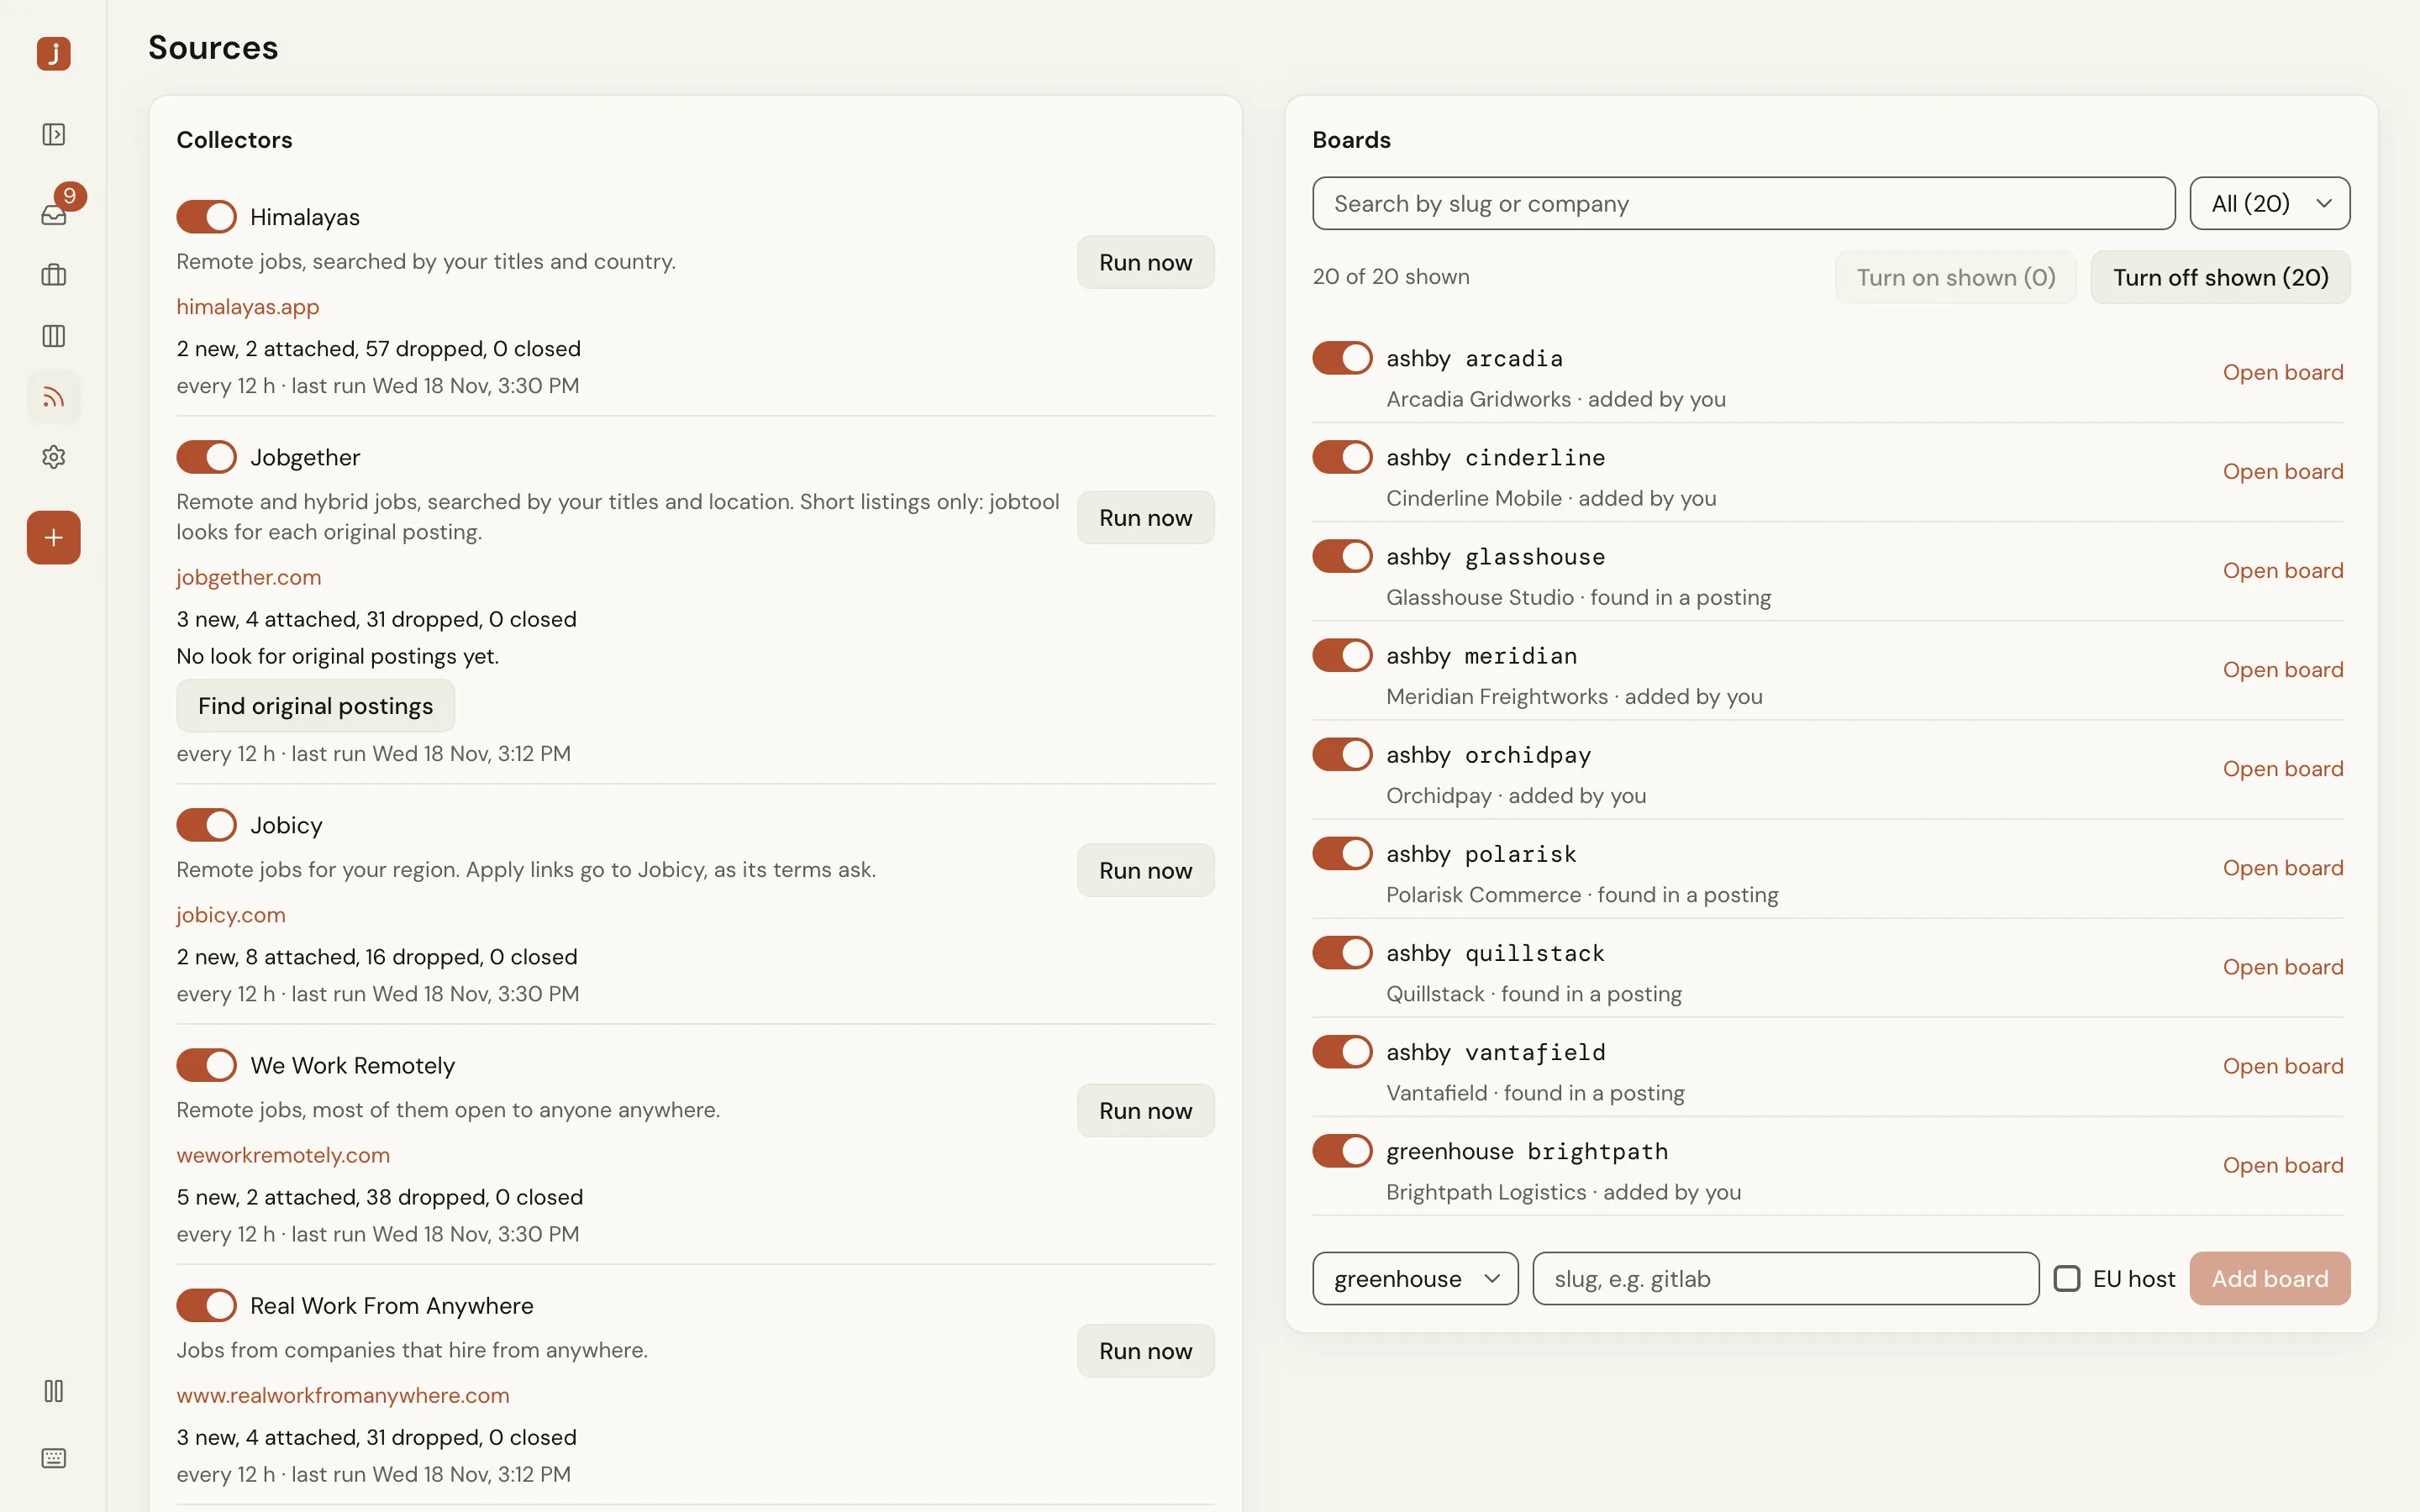 j
9
Sources
Collectors
Himalayas
Remote jobs, searched by your titles and country.
himalayas.app
2 new, 2 attached, 57 dropped, 0 closed
every 12 h · last run Wed 18 Nov, 3:30 PM
Run now
Jobgether
Remote and hybrid jobs, searched by your titles and location. Short listings only: jobtool
looks for each original posting.
jobgether.com
3 new, 4 attached, 31 dropped, 0 closed
No look for original postings yet.
Find original postings
every 12 h · last run Wed 18 Nov, 3:12 PM
Run now
Jobicy
Remote jobs for your region. Apply links go to Jobicy, as its terms ask.
jobicy.com
2 new, 8 attached, 16 dropped, 0 closed
every 12 h · last run Wed 18 Nov, 3:30 PM
Run now
We Work Remotely
Remote jobs, most of them open to anyone anywhere.
weworkremotely.com
5 new, 2 attached, 38 dropped, 0 closed
every 12 h · last run Wed 18 Nov, 3:30 PM
Run now
Real Work From Anywhere
Jobs from companies that hire from anywhere.
www.realworkfromanywhere.com
3 new, 4 attached, 31 dropped, 0 closed
every 12 h · last run Wed 18 Nov, 3:12 PM
Run now
Boards
Search by slug or company
All (20)
20 of 20 shown
Turn on shown (0)
Turn off shown (20)
ashby arcadia
Arcadia Gridworks · added by you
Open board
ashby cinderline
Cinderline Mobile · added by you
Open board
ashby glasshouse
Glasshouse Studio · found in a posting
Open board
ashby meridian
Meridian Freightworks · added by you
Open board
ashby orchidpay
Orchidpay · added by you
Open board
ashby polarisk
Polarisk Commerce · found in a posting
Open board
ashby quillstack
Quillstack · found in a posting
Open board
ashby vantafield
Vantafield · found in a posting
Open board
greenhouse brightpath
Brightpath Logistics · added by you
Open board
greenhouse
slug, e.g. gitlab
EU host
Add board